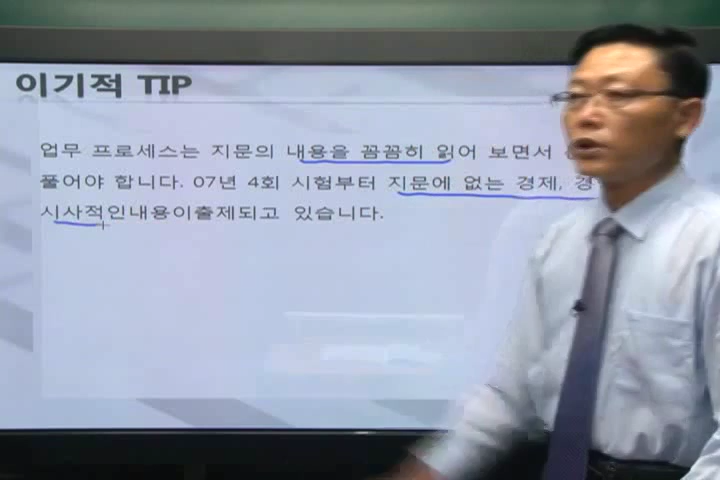 이기적 TIP
업무 프로세스는 지문의 내용을 꼼꼼히 읽어 보면서
풀어야 합니다. 07년 4회 시험부터 지문에 없는 경제,
시사적인내용이출제되고 있습니다.